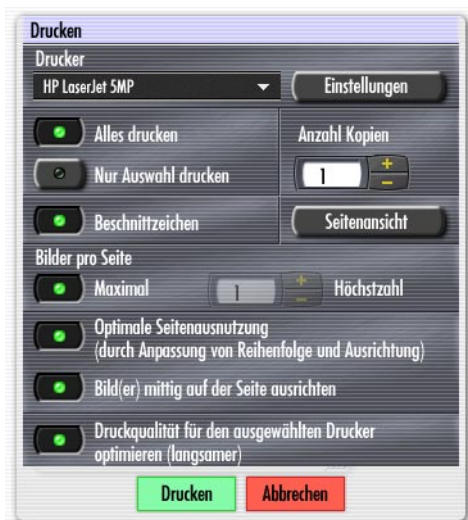 Drucken
Drucker
HP LaserJet 5MP
Einstellungen
Alles drucken
Anzahl Kopien
Nur Auswahl drucken
1
+
−
Beschnittzeichen
Seitenansicht
Bilder pro Seite
Maximal
1
+
−
Höchstzahl
Optimale Seitenausnutzung
(durch Anpassung von Reihenfolge und Ausrichtung)
Bild(er) mittig auf der Seite ausrichten
Druckqualität für den ausgewählten Drucker
optimieren (langsamer)
Drucken
Abbrechen